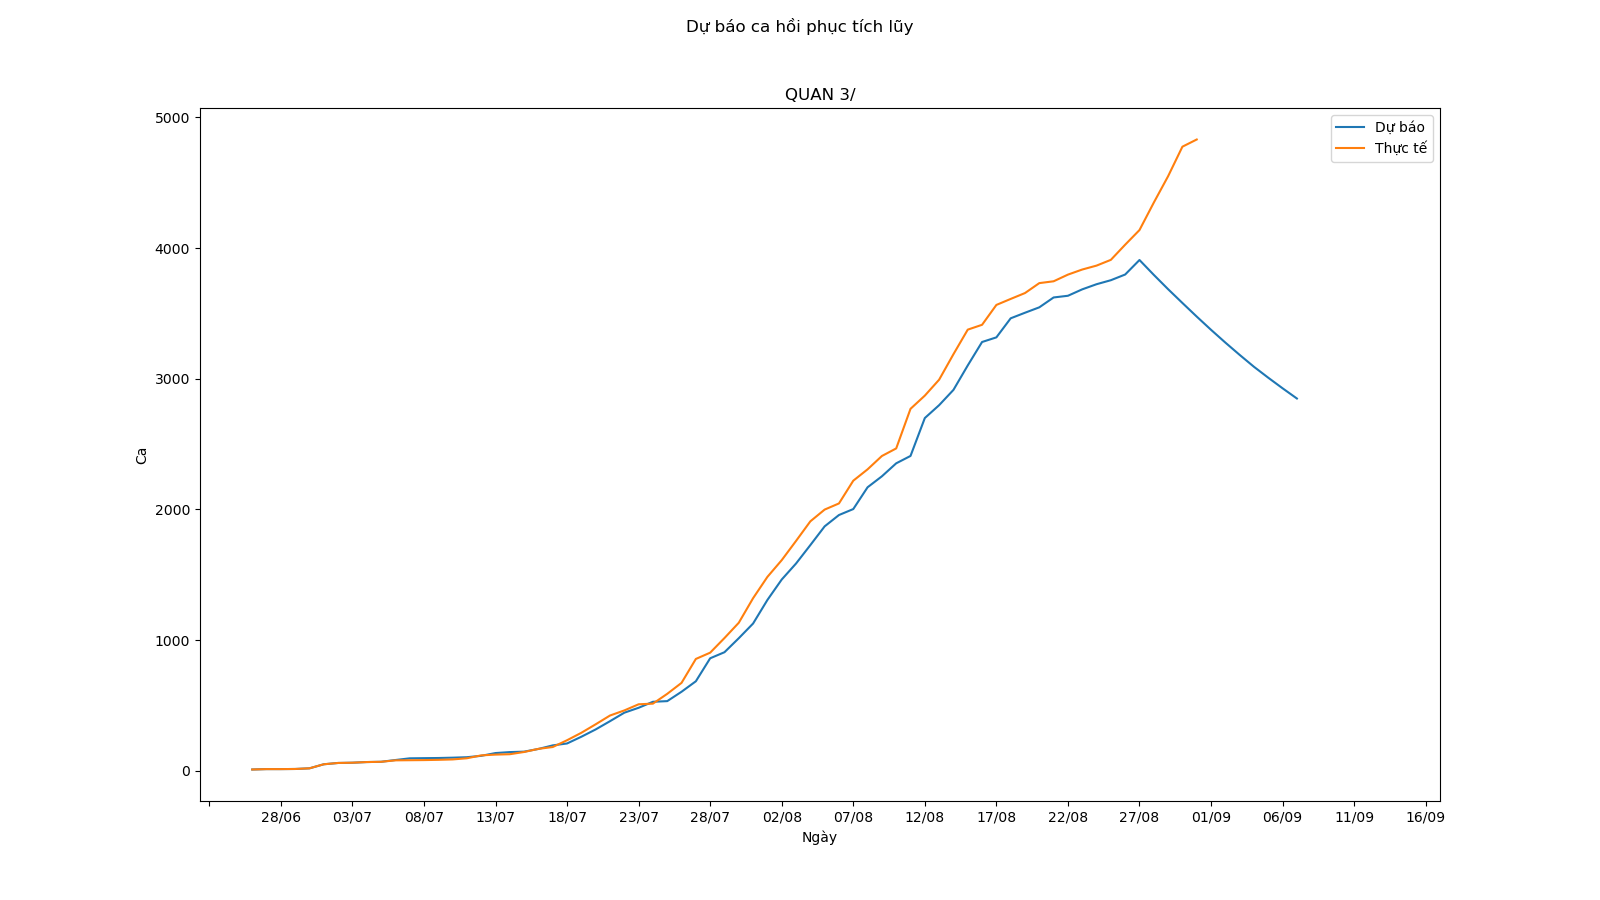 Dự báo ca hồi phục tích lũy
QUAN 3/
Dự báo
Thực tế
5000
4000
3000
2000
1000
0
Ca
28/06 03/07 08/07 13/07 18/07 23/07 28/07 02/08 07/08 12/08 17/08 22/08 27/08 01/09 06/09 11/09 16/09
Ngày